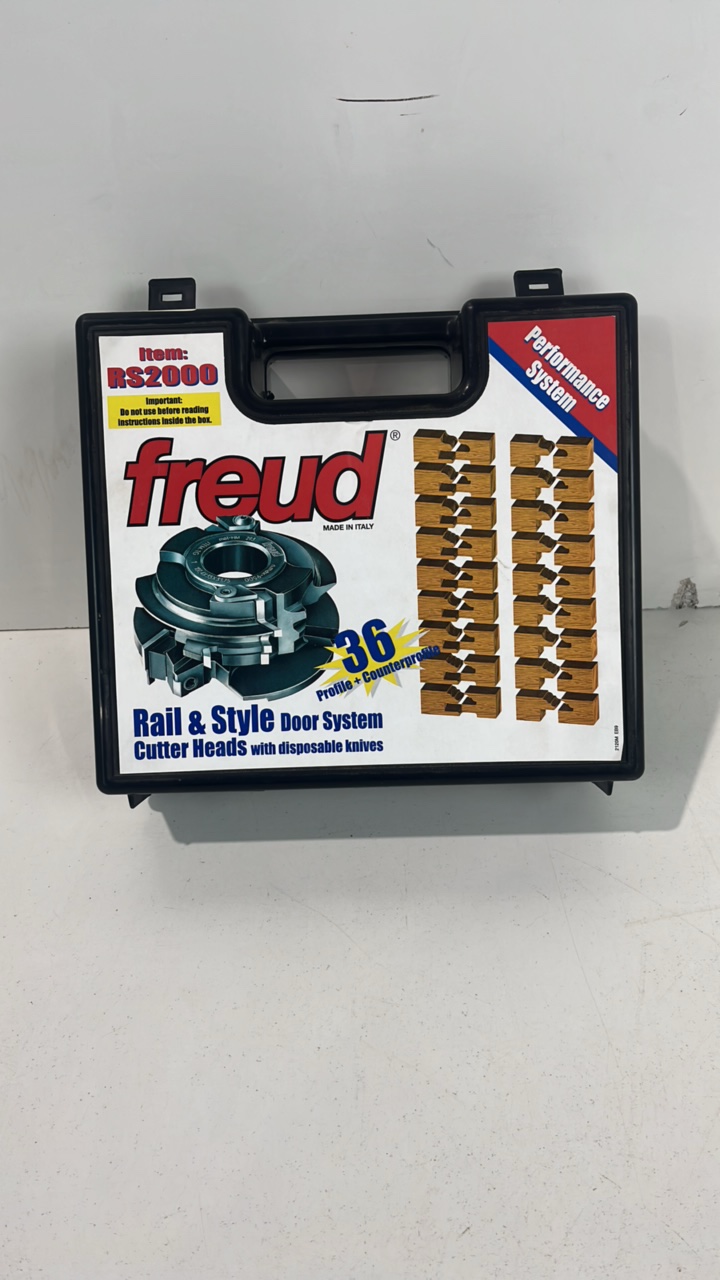 Item:
RS2000
Important:
Do not use before reading
instructions inside the box.
Performance
System
freud®
MADE IN ITALY
36
Profile + Counterprofile
Rail & Style Door System
Cutter Heads with disposable knives